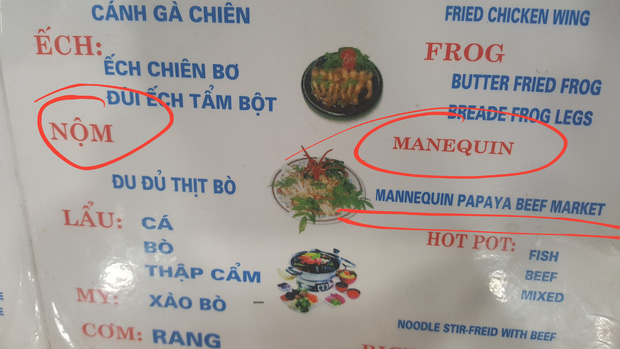 CÁNH GÀ CHIÊN
FRIED CHICKEN WING
ẾCH:
FROG
ẾCH CHIÊN BƠ
BUTTER FRIED FROG
ĐÙI ẾCH TẨM BỘT
BREADE FROG LEGS
NỘM
MANEQUIN
ĐU ĐỦ THỊT BÒ
MANNEQUIN PAPAYA BEEF MARKET
LẨU: CÁ
HOT POT: FISH
BÒ
BEEF
THẬP CẨM
MIXED
MỲ: XÀO BÒ
NOODLE STIR-FREID WITH BEEF
CƠM: RANG